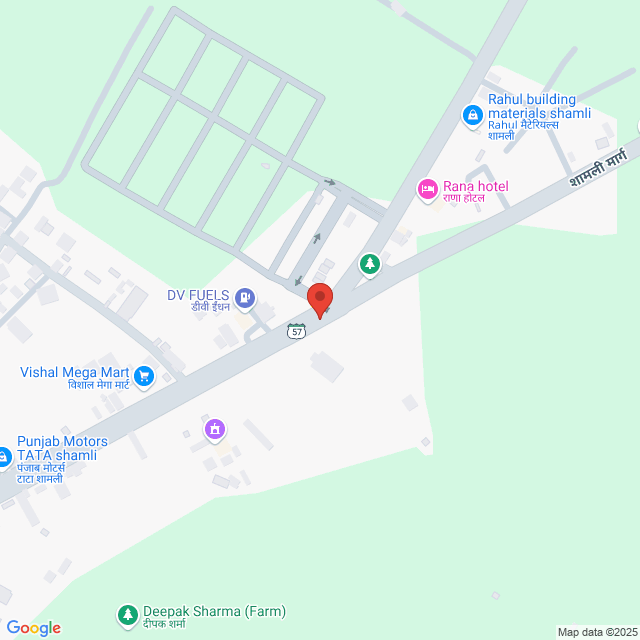 Rahul building
materials shamli
Rahul मैटेरियल्स
शामली
शामली मार्ग
Rana hotel
राणा होटल
DV FUELS
डीवी ईंधन
57
Vishal Mega Mart
विशाल मेगा मार्ट
Punjab Motors
TATA shamli
पंजाब मोटर्स
टाटा शामली
Deepak Sharma (Farm)
दीपक शर्मा
Google
Map data ©2025